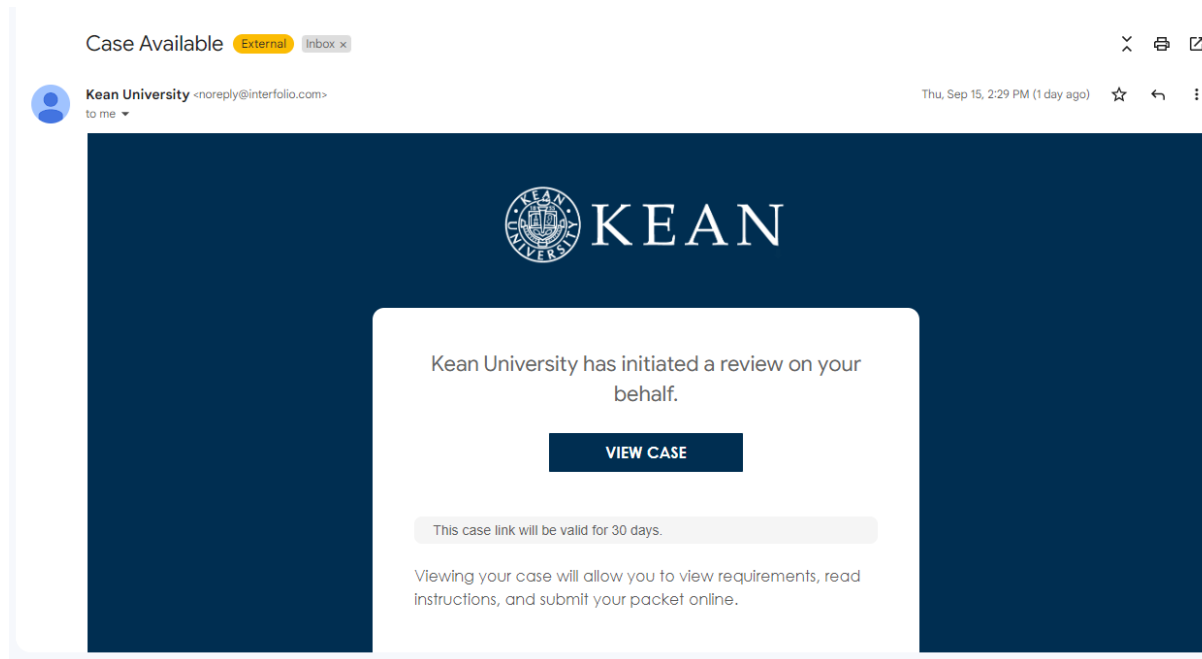 Case Available External Inbox x
Kean University <noreply@interfolio.com> Thu, Sep 15, 2:29 PM (1 day ago)
to me
KEAN UNIVERSITY
KEAN
Kean University has initiated a review on your
behalf.
VIEW CASE
This case link will be valid for 30 days.
Viewing your case will allow you to view requirements, read
instructions, and submit your packet online.